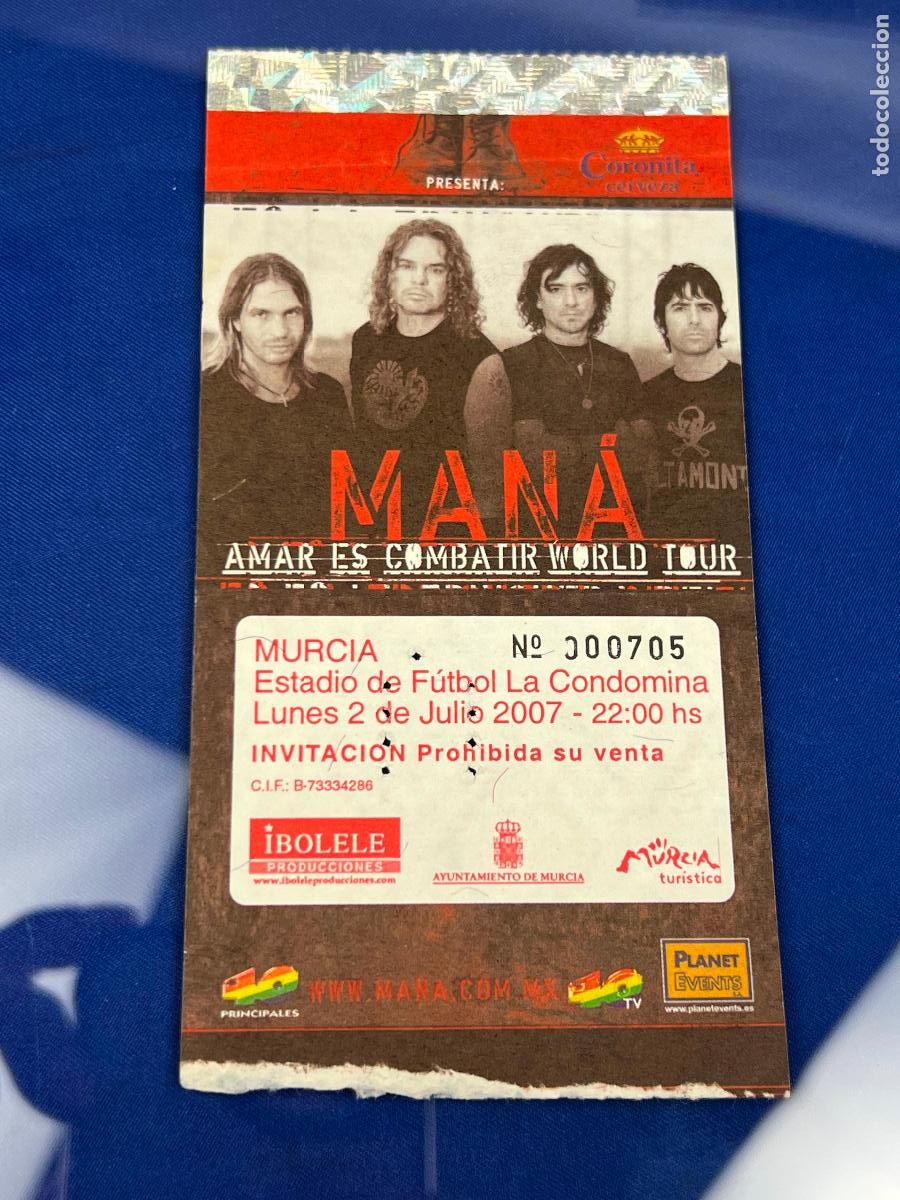 todocoleccion
PRESENTA:
Coronita
cerveza
TAMONT
MANÁ
AMAR ES COMBATIR WORLD TOUR
MURCIA Nº 000705
Estadio de Fútbol La Condomina
Lunes 2 de Julio 2007 - 22:00 hs
INVITACION Prohibida su venta
C.I.F.: B-73334286
iBOLELE
PRODUCCIONES
www.iboleleproducciones.com
AYUNTAMIENTO DE MURCIA
MURCIA
turística
40
PRINCIPALES
WWW.MANA.COM.MX
40
TV
PLANET
EVENTS
S.A.
www.planetevents.es